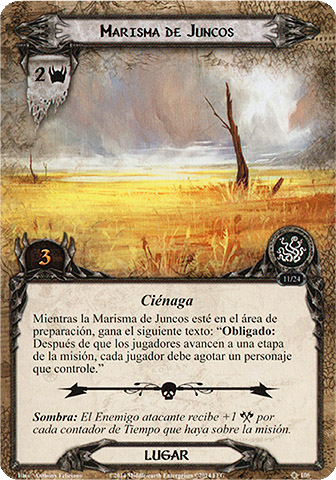 MARISMA DE JUNCOS
2
3
11/24
Ciénaga
Mientras la Marisma de Juncos esté en el área de
preparación, gana el siguiente texto: “Obligado:
Después de que los jugadores avancen a una etapa
de la misión, cada jugador debe agotar un personaje
que controle.”
Sombra: El Enemigo atacante recibe +1 por
cada contador de Tiempo que haya sobre la misión.
LUGAR